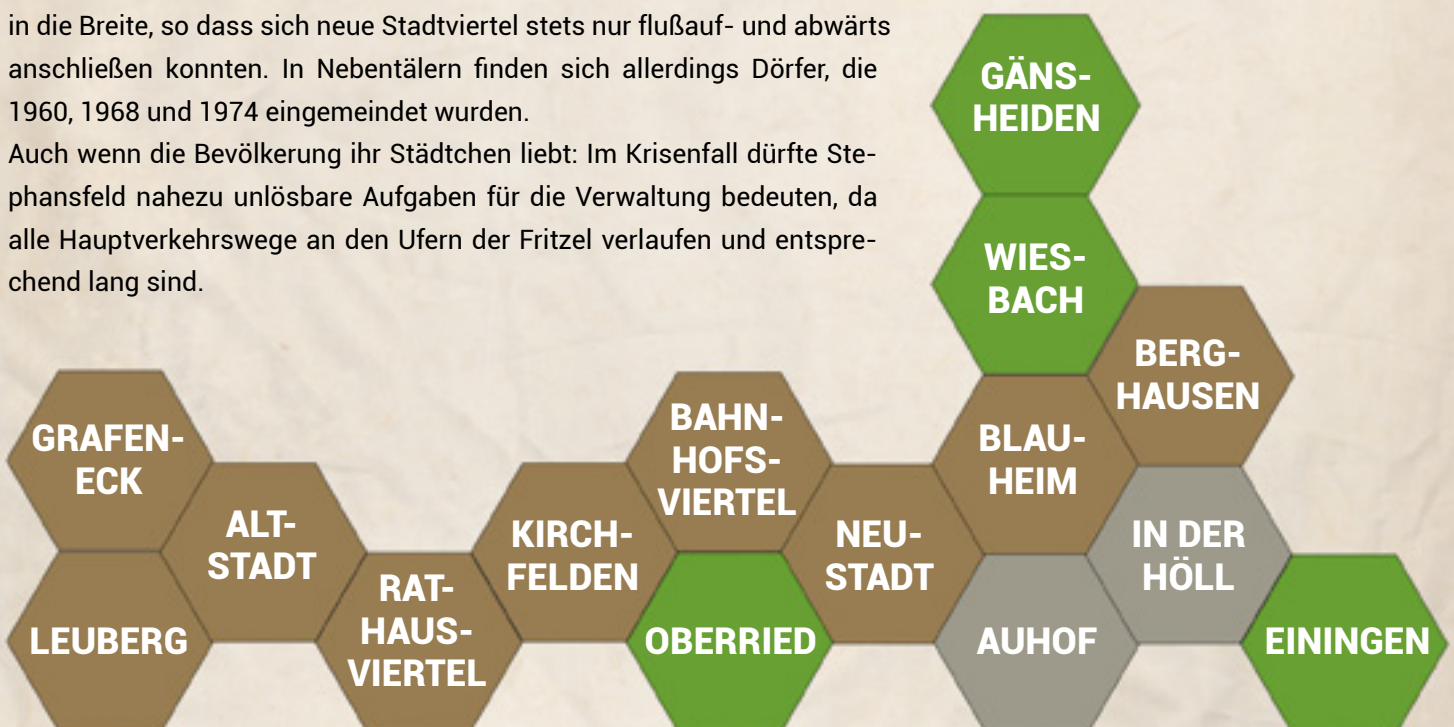 in die Breite, so dass sich neue Stadtviertel stets nur flußauf- und abwärts
anschließen konnten. In Nebentälern finden sich allerdings Dörfer, die
1960, 1968 und 1974 eingemeindet wurden.
Auch wenn die Bevölkerung ihr Städtchen liebt: Im Krisenfall dürfte Ste-
phansfeld nahezu unlösbare Aufgaben für die Verwaltung bedeuten, da
alle Hauptverkehrswege an den Ufern der Fritzel verlaufen und entspre-
chend lang sind.
GÄNS-
HEIDEN
WIES-
BACH
BERG-
HAUSEN
GRAFEN-
ECK
ALT-
STADT
LEUBERG
RAT-
HAUS-
VIERTEL
KIRCH-
FELDEN
BAHN-
HOFS-
VIERTEL
OBERRIED
NEU-
STADT
BLAU-
HEIM
AUHOF
IN DER
HÖLL
EININGEN